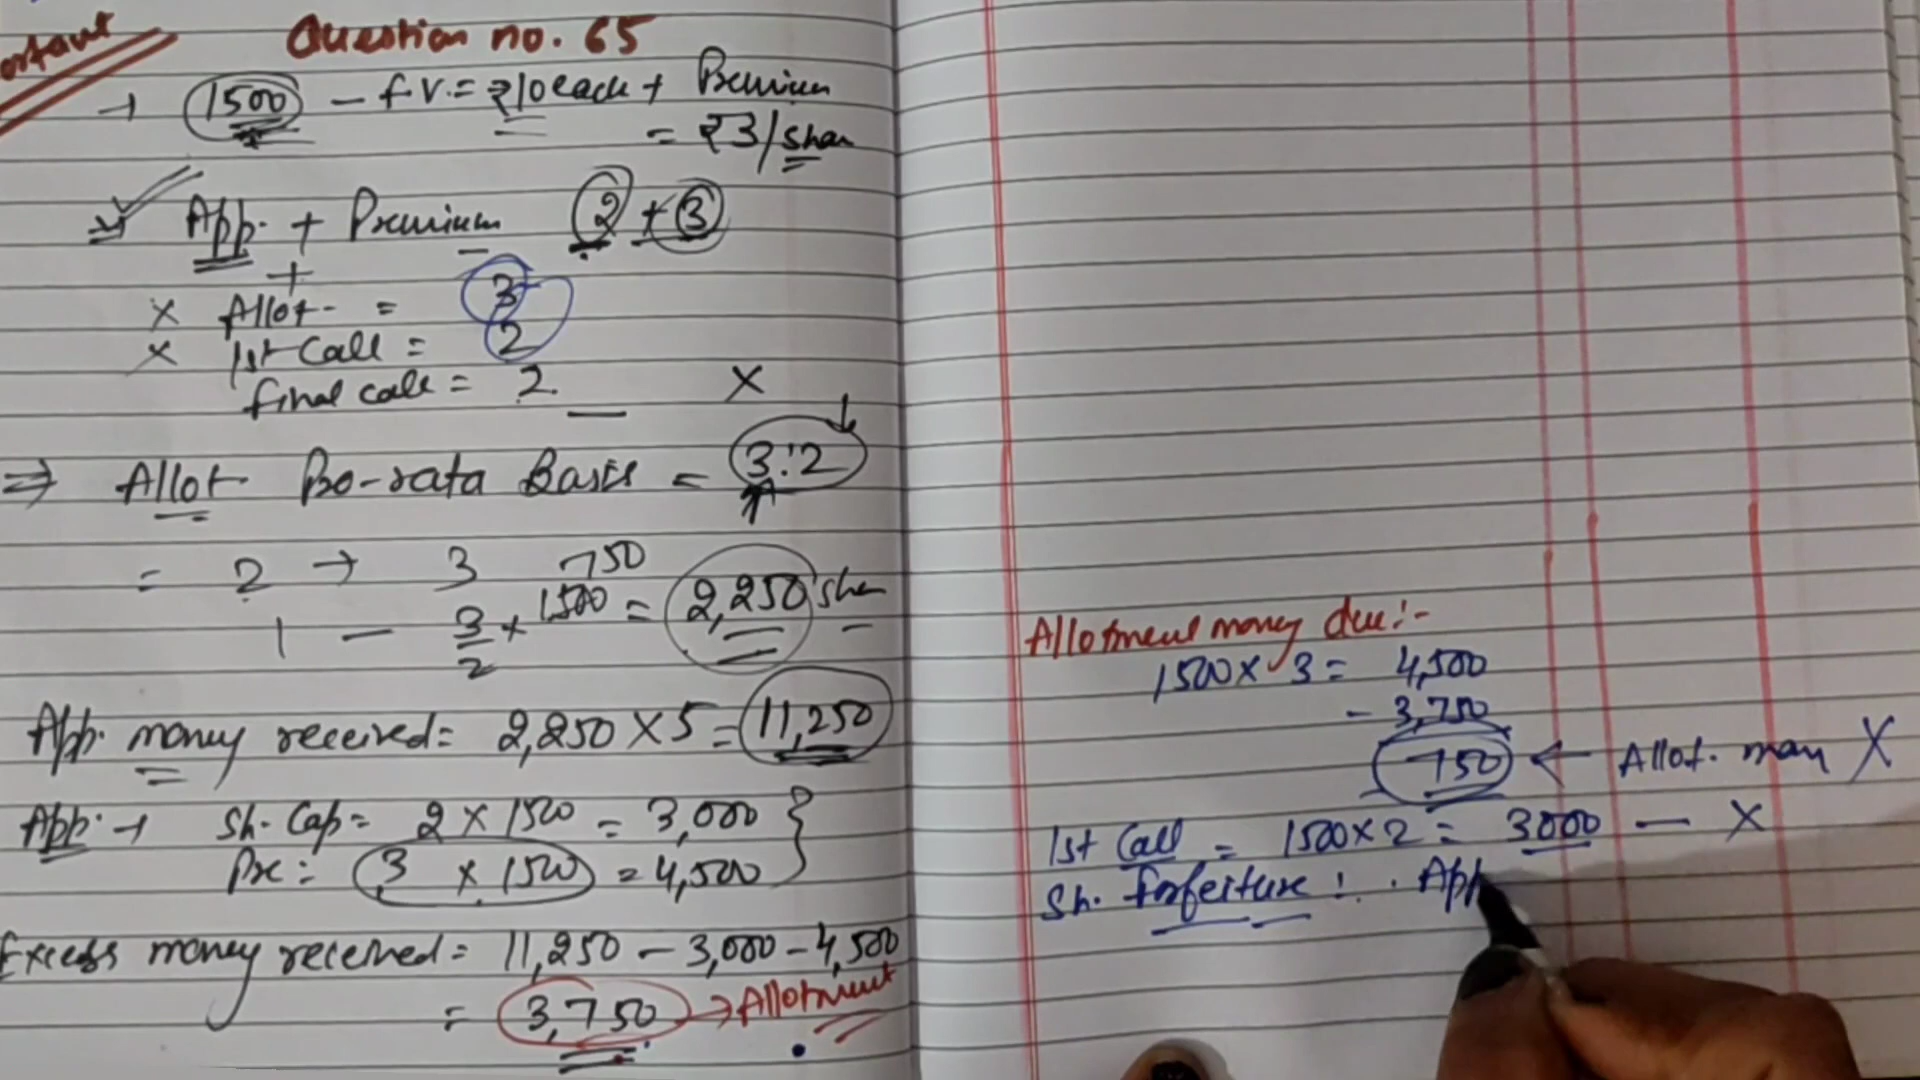 Question no. 65
→ 1500 - f V. = ₹10 each + Premium
= ₹3/Share
App. + Premium 2 + 3
+
X Allot. = 3
X 1st Call = 2
final call = 2 X
⇒ Allot Pro-rata Basis = 3:2
= 2 → 3 750
1 - 3/2 × 1500 = 2,250 Shar
App. money received = 2,250 × 5 = 11,250
App. → Sh. Cap = 2 × 1500 = 3,000
Pre = 3 × 1500 = 4,500
Excess money received = 11,250 - 3,000 - 4,500
= 3,750 → Allotment
Allotment money due:-
1500 × 3 = 4,500
- 3,750
750 ← Allot. mon X
1st Call = 1500 × 2 = 3000 - X
Sh. forfeiture : . App